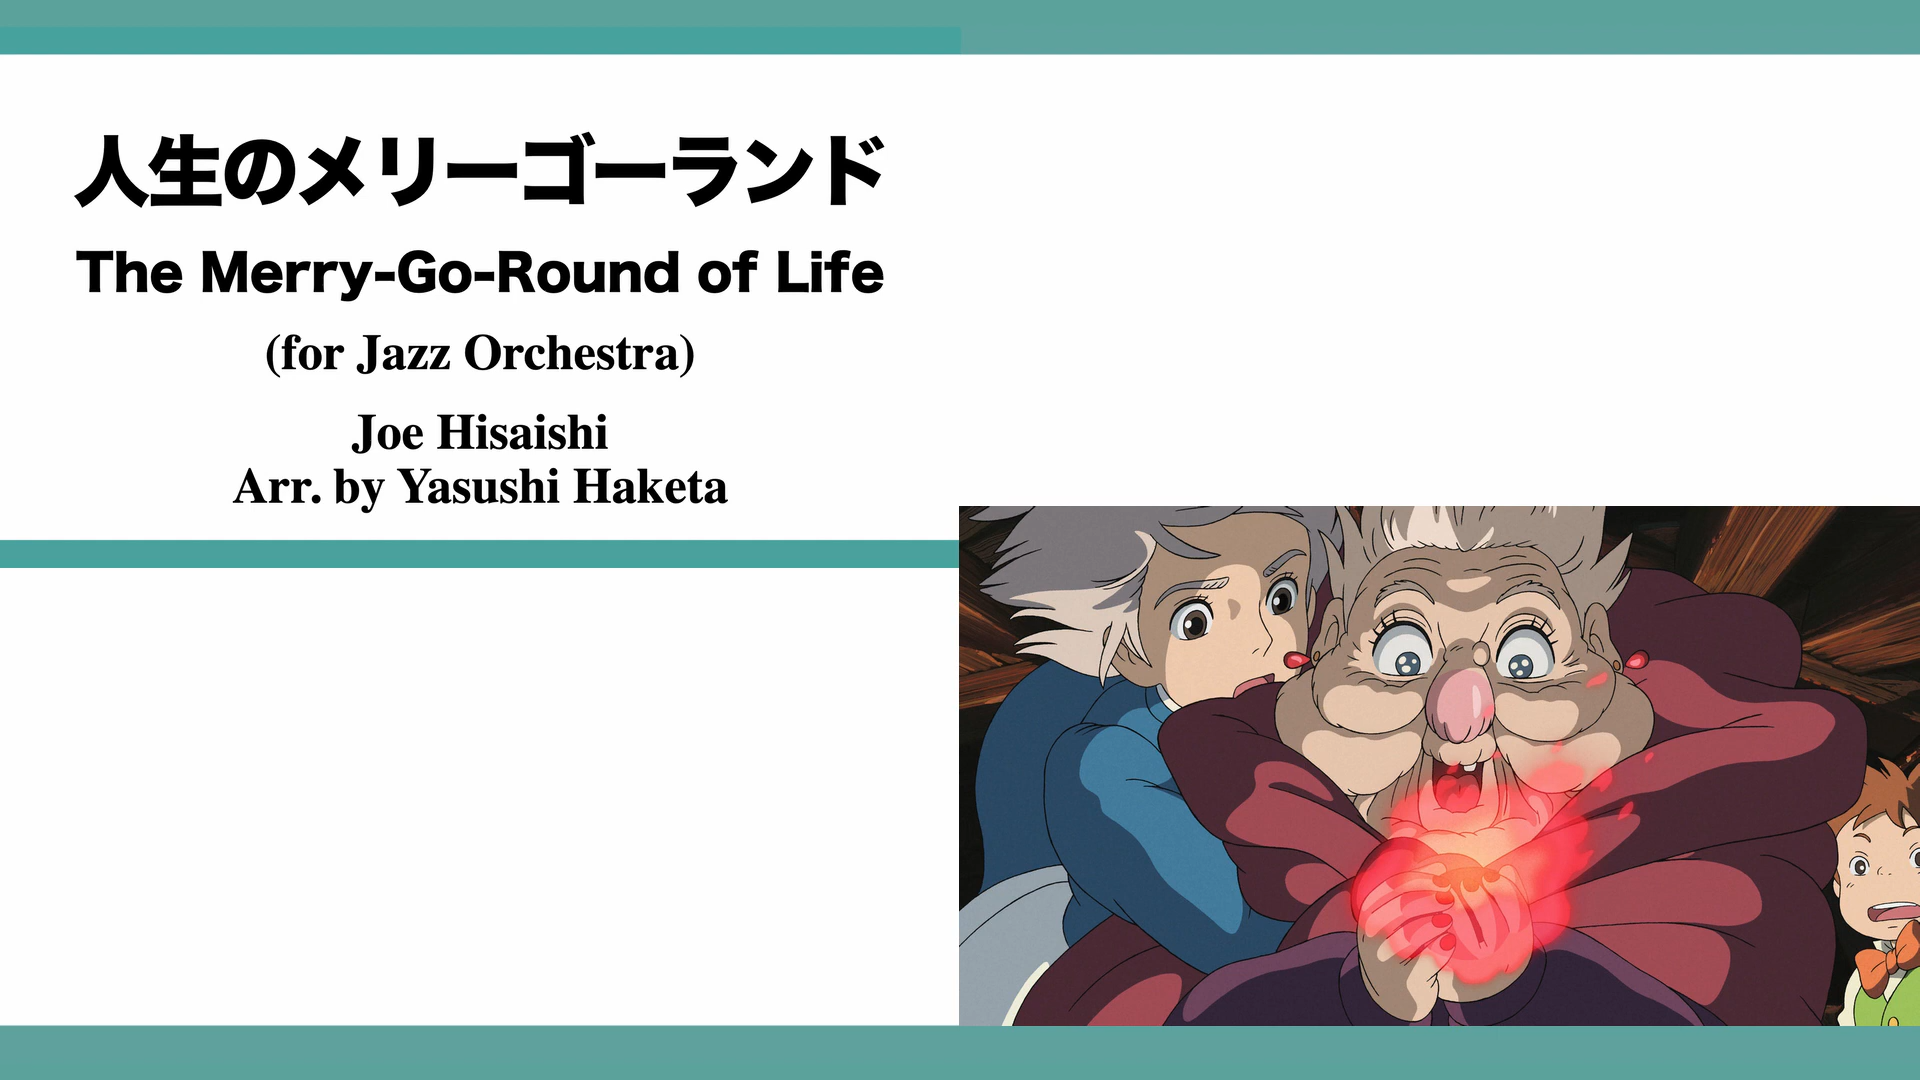 人生のメリーゴーランド
The Merry-Go-Round of Life
(for Jazz Orchestra)
Joe Hisaishi
Arr. by Yasushi Haketa